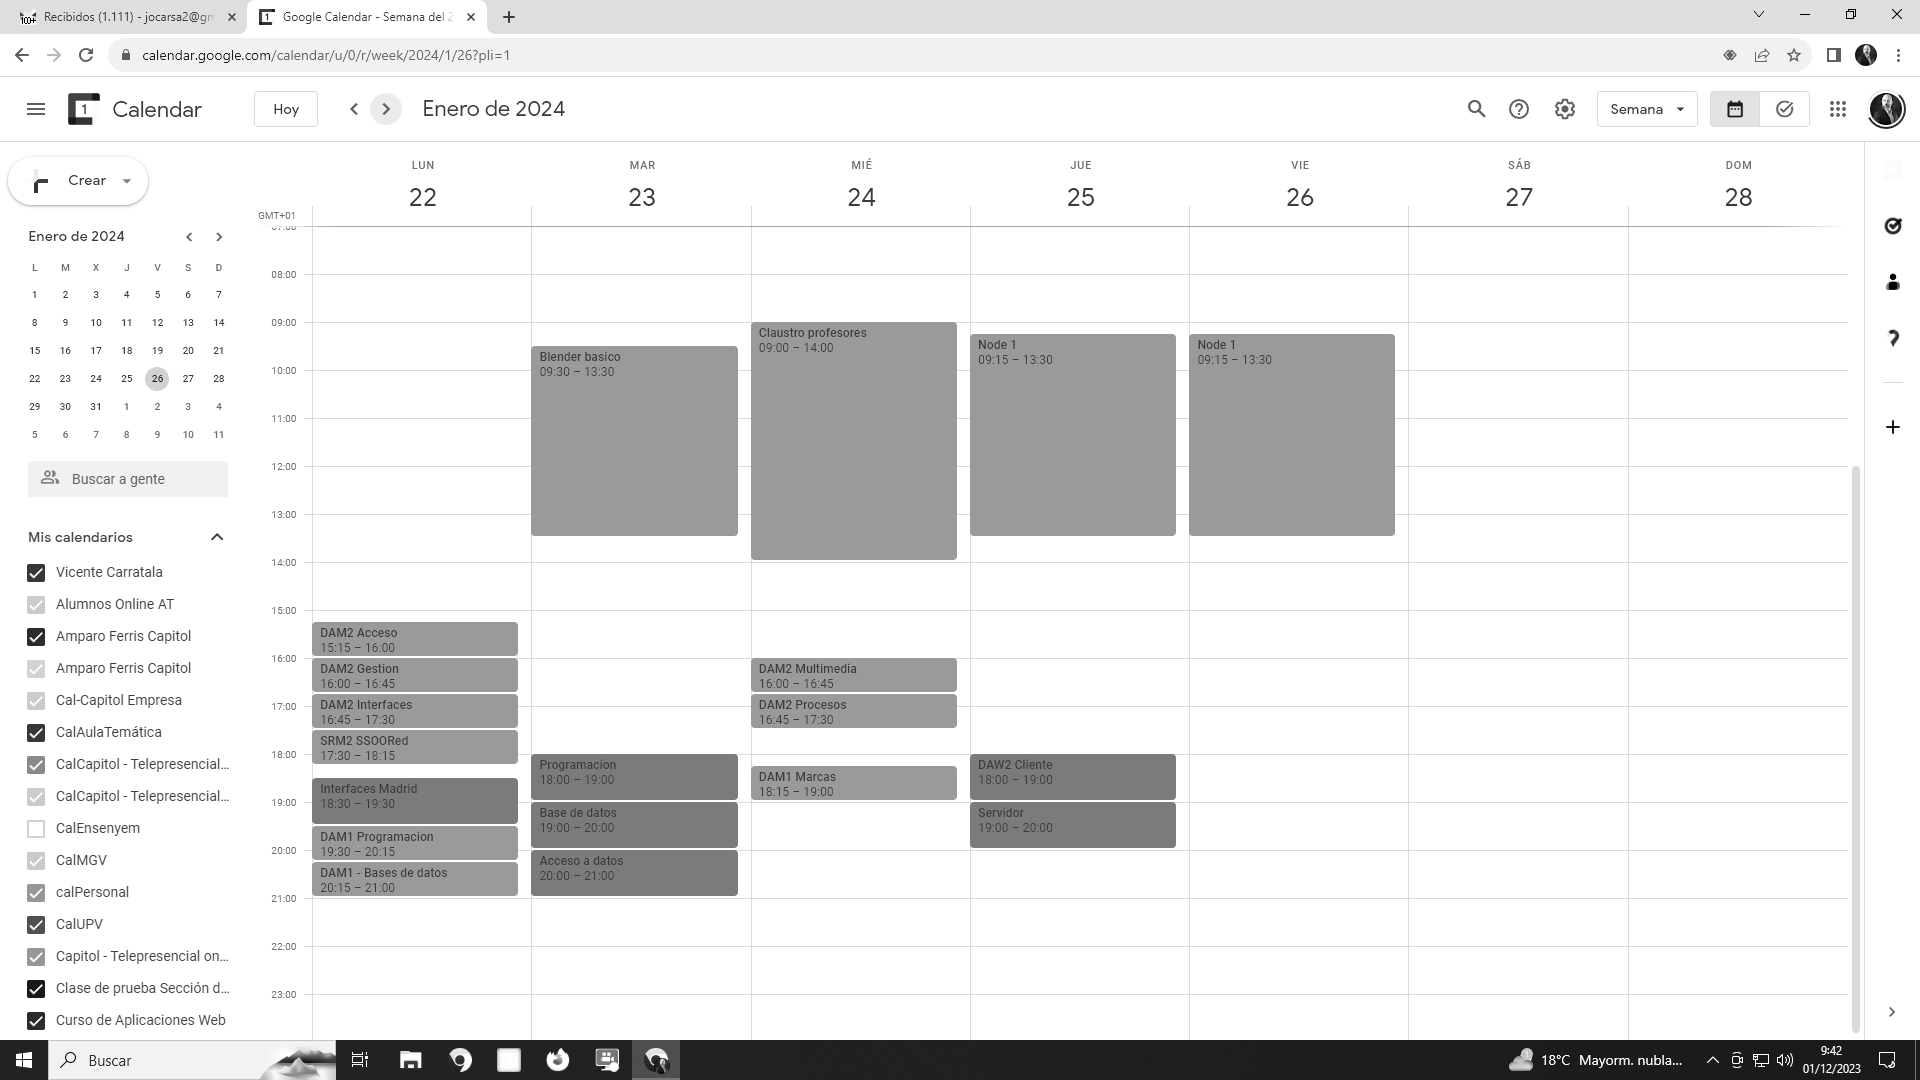 Recibidos (1.111) - jocarsa2@gm
Google Calendar - Semana del 2
calendar.google.com/calendar/u/0/r/week/2024/1/26?pli=1
1 Calendar
Hoy
Enero de 2024
Semana
Crear
LUN MAR MIÉ JUE VIE SÁB DOM
22 23 24 25 26 27 28
GMT+01
Enero de 2024
L M X J V S D
1 2 3 4 5 6 7
8 9 10 11 12 13 14
15 16 17 18 19 20 21
22 23 24 25 26 27 28
29 30 31 1 2 3 4
5 6 7 8 9 10 11
Buscar a gente
Mis calendarios
Vicente Carratala
Alumnos Online AT
Amparo Ferris Capitol
Amparo Ferris Capitol
Cal-Capitol Empresa
CalAulaTemática
CalCapitol - Telepresencial...
CalCapitol - Telepresencial...
CalEnsenyem
CalMGV
calPersonal
CalUPV
Capitol - Telepresencial on...
Clase de prueba Sección d...
Curso de Aplicaciones Web
07:00
08:00
09:00
10:00
11:00
12:00
13:00
14:00
15:00
16:00
17:00
18:00
19:00
20:00
21:00
22:00
23:00
DAM2 Acceso
15:15 – 16:00
DAM2 Gestion
16:00 – 16:45
DAM2 Interfaces
16:45 – 17:30
SRM2 SSOORed
17:30 – 18:15
Interfaces Madrid
18:30 – 19:30
DAM1 Programacion
19:30 – 20:15
DAM1 - Bases de datos
20:15 – 21:00
Blender basico
09:30 – 13:30
Programacion
18:00 – 19:00
Base de datos
19:00 – 20:00
Acceso a datos
20:00 – 21:00
Claustro profesores
09:00 – 14:00
DAM2 Multimedia
16:00 – 16:45
DAM2 Procesos
16:45 – 17:30
DAM1 Marcas
18:15 – 19:00
Node 1
09:15 – 13:30
DAW2 Cliente
18:00 – 19:00
Servidor
19:00 – 20:00
Node 1
09:15 – 13:30
Buscar
18°C Mayorm. nubla...
9:42
01/12/2023